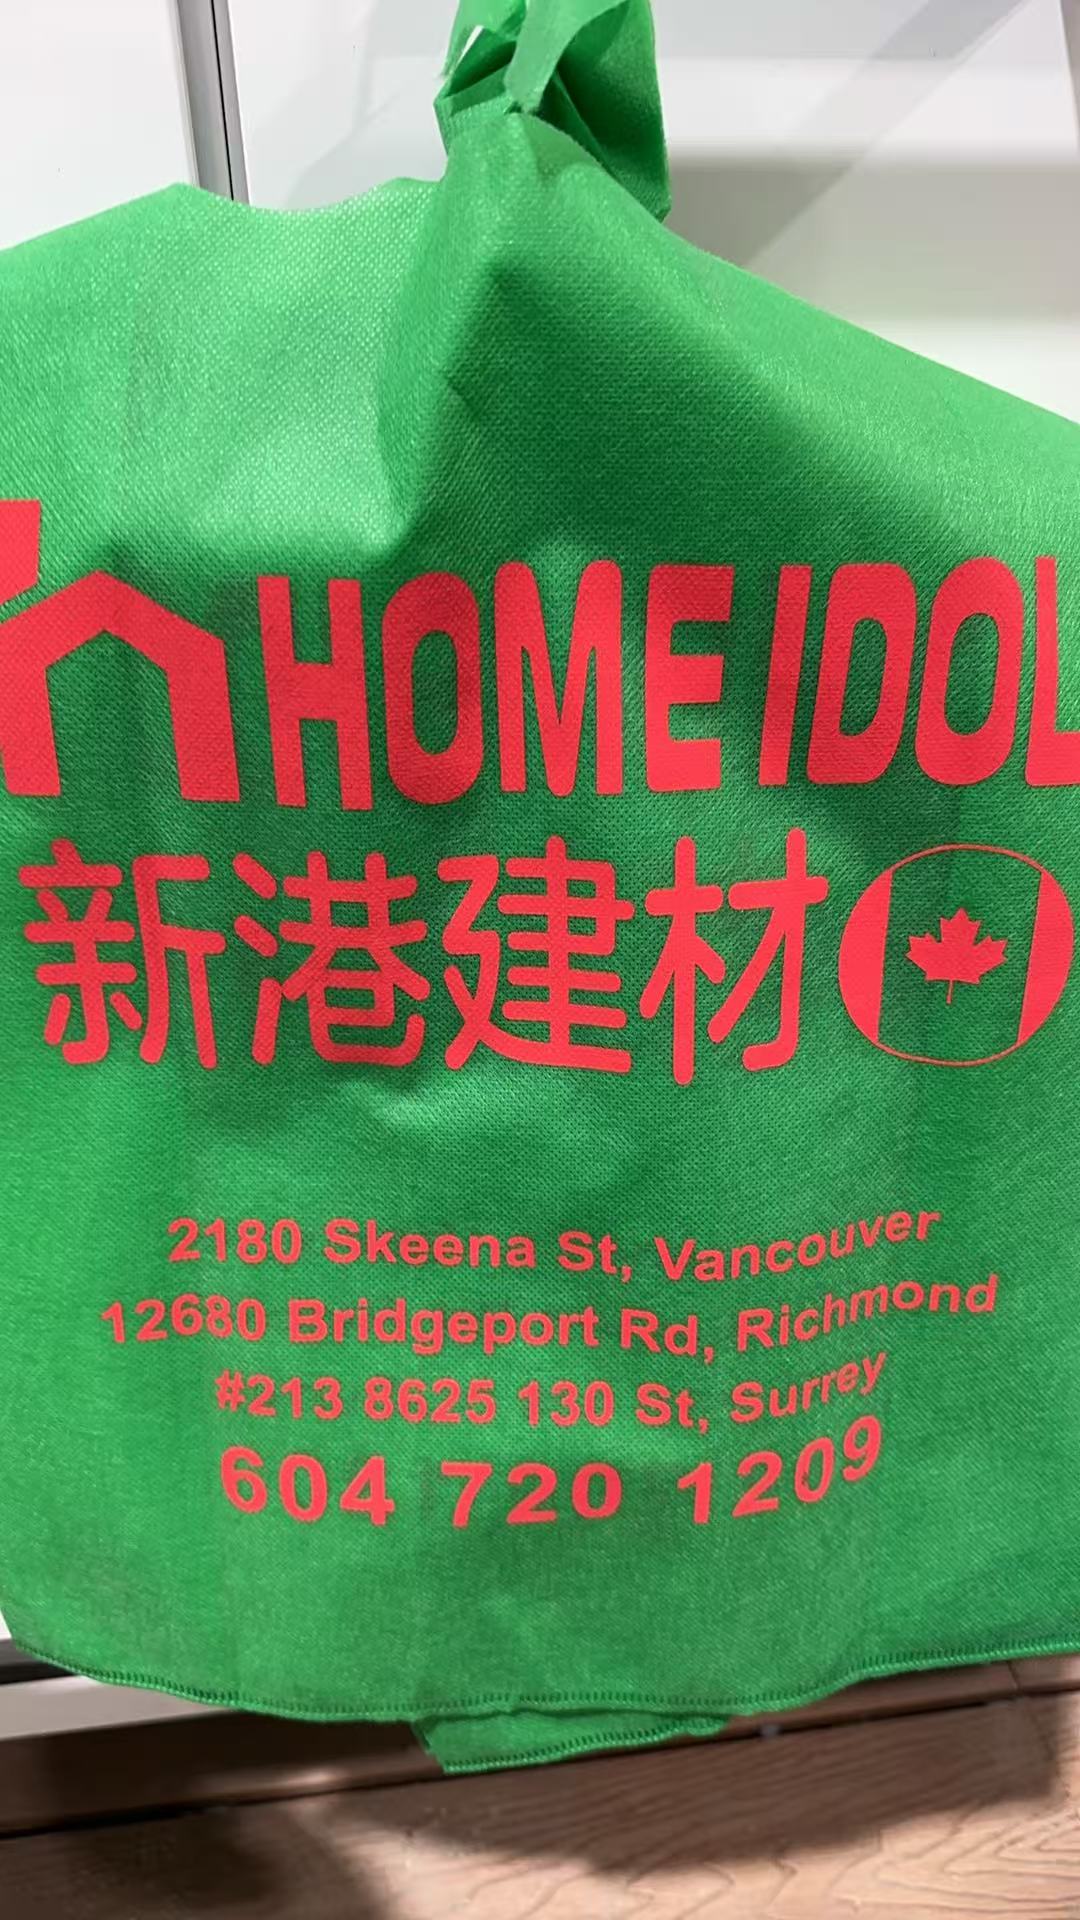 HOME IDOL
新港建材
2180 Skeena St, Vancouver
12680 Bridgeport Rd, Richmond
#213 8625 130 St, Surrey
604 720 1209